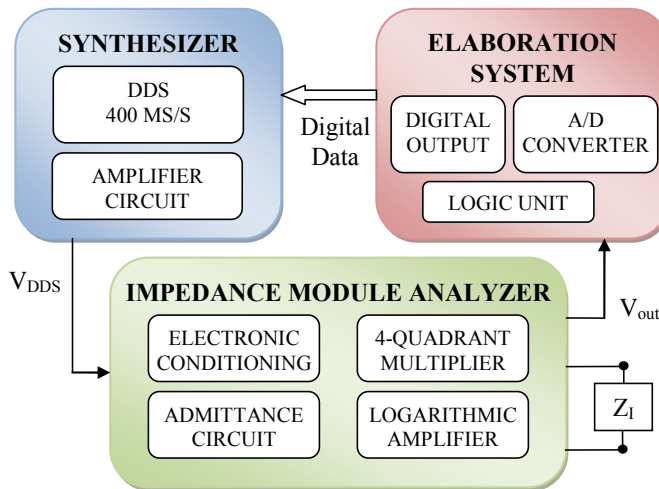 SYNTHESIZER
DDS
400 MS/S
AMPLIFIER
CIRCUIT
Digital
Data
ELABORATION
SYSTEM
DIGITAL
OUTPUT
A/D
CONVERTER
LOGIC UNIT
VDDS
IMPEDANCE MODULE ANALYZER
ELECTRONIC
CONDITIONING
4-QUADRANT
MULTIPLIER
ADMITTANCE
CIRCUIT
LOGARITHMIC
AMPLIFIER
Vout
ZI